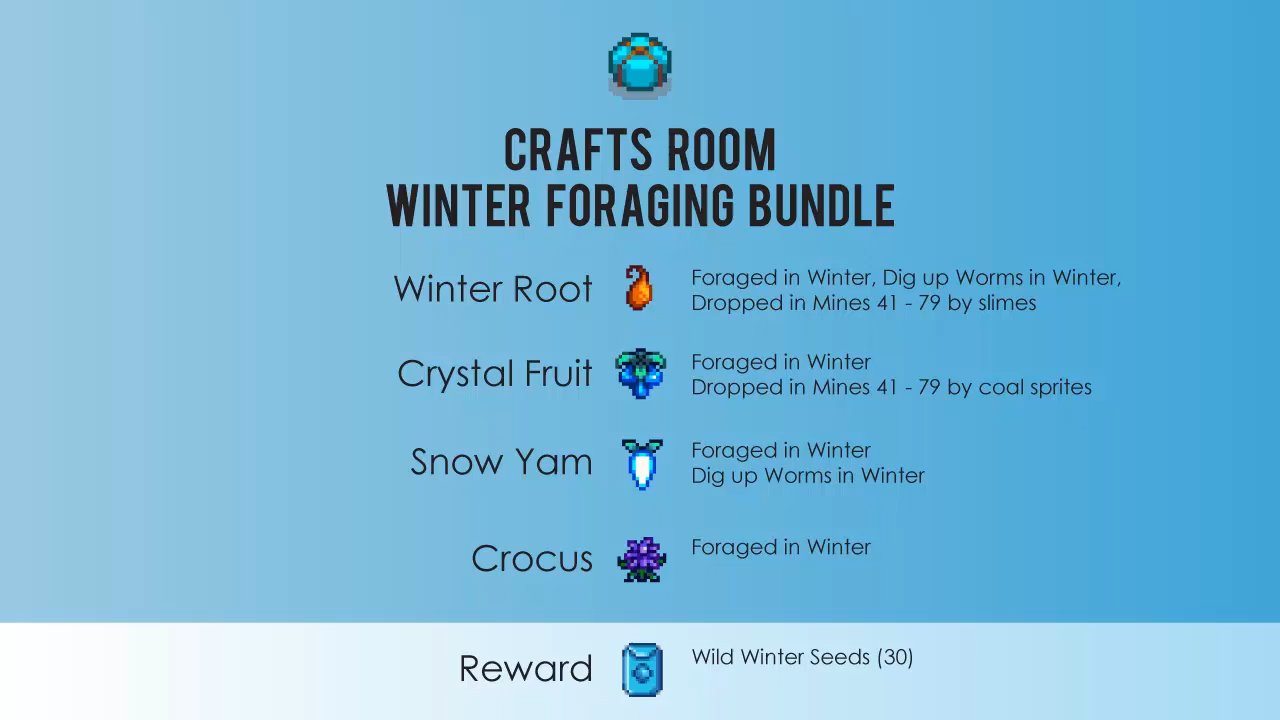 CRAFTS ROOM
WINTER FORAGING BUNDLE
Winter Root
Foraged in Winter, Dig up Worms in Winter,
Dropped in Mines 41 - 79 by slimes
Crystal Fruit
Foraged in Winter
Dropped in Mines 41 - 79 by coal sprites
Snow Yam
Foraged in Winter
Dig up Worms in Winter
Crocus
Foraged in Winter
Reward
Wild Winter Seeds (30)